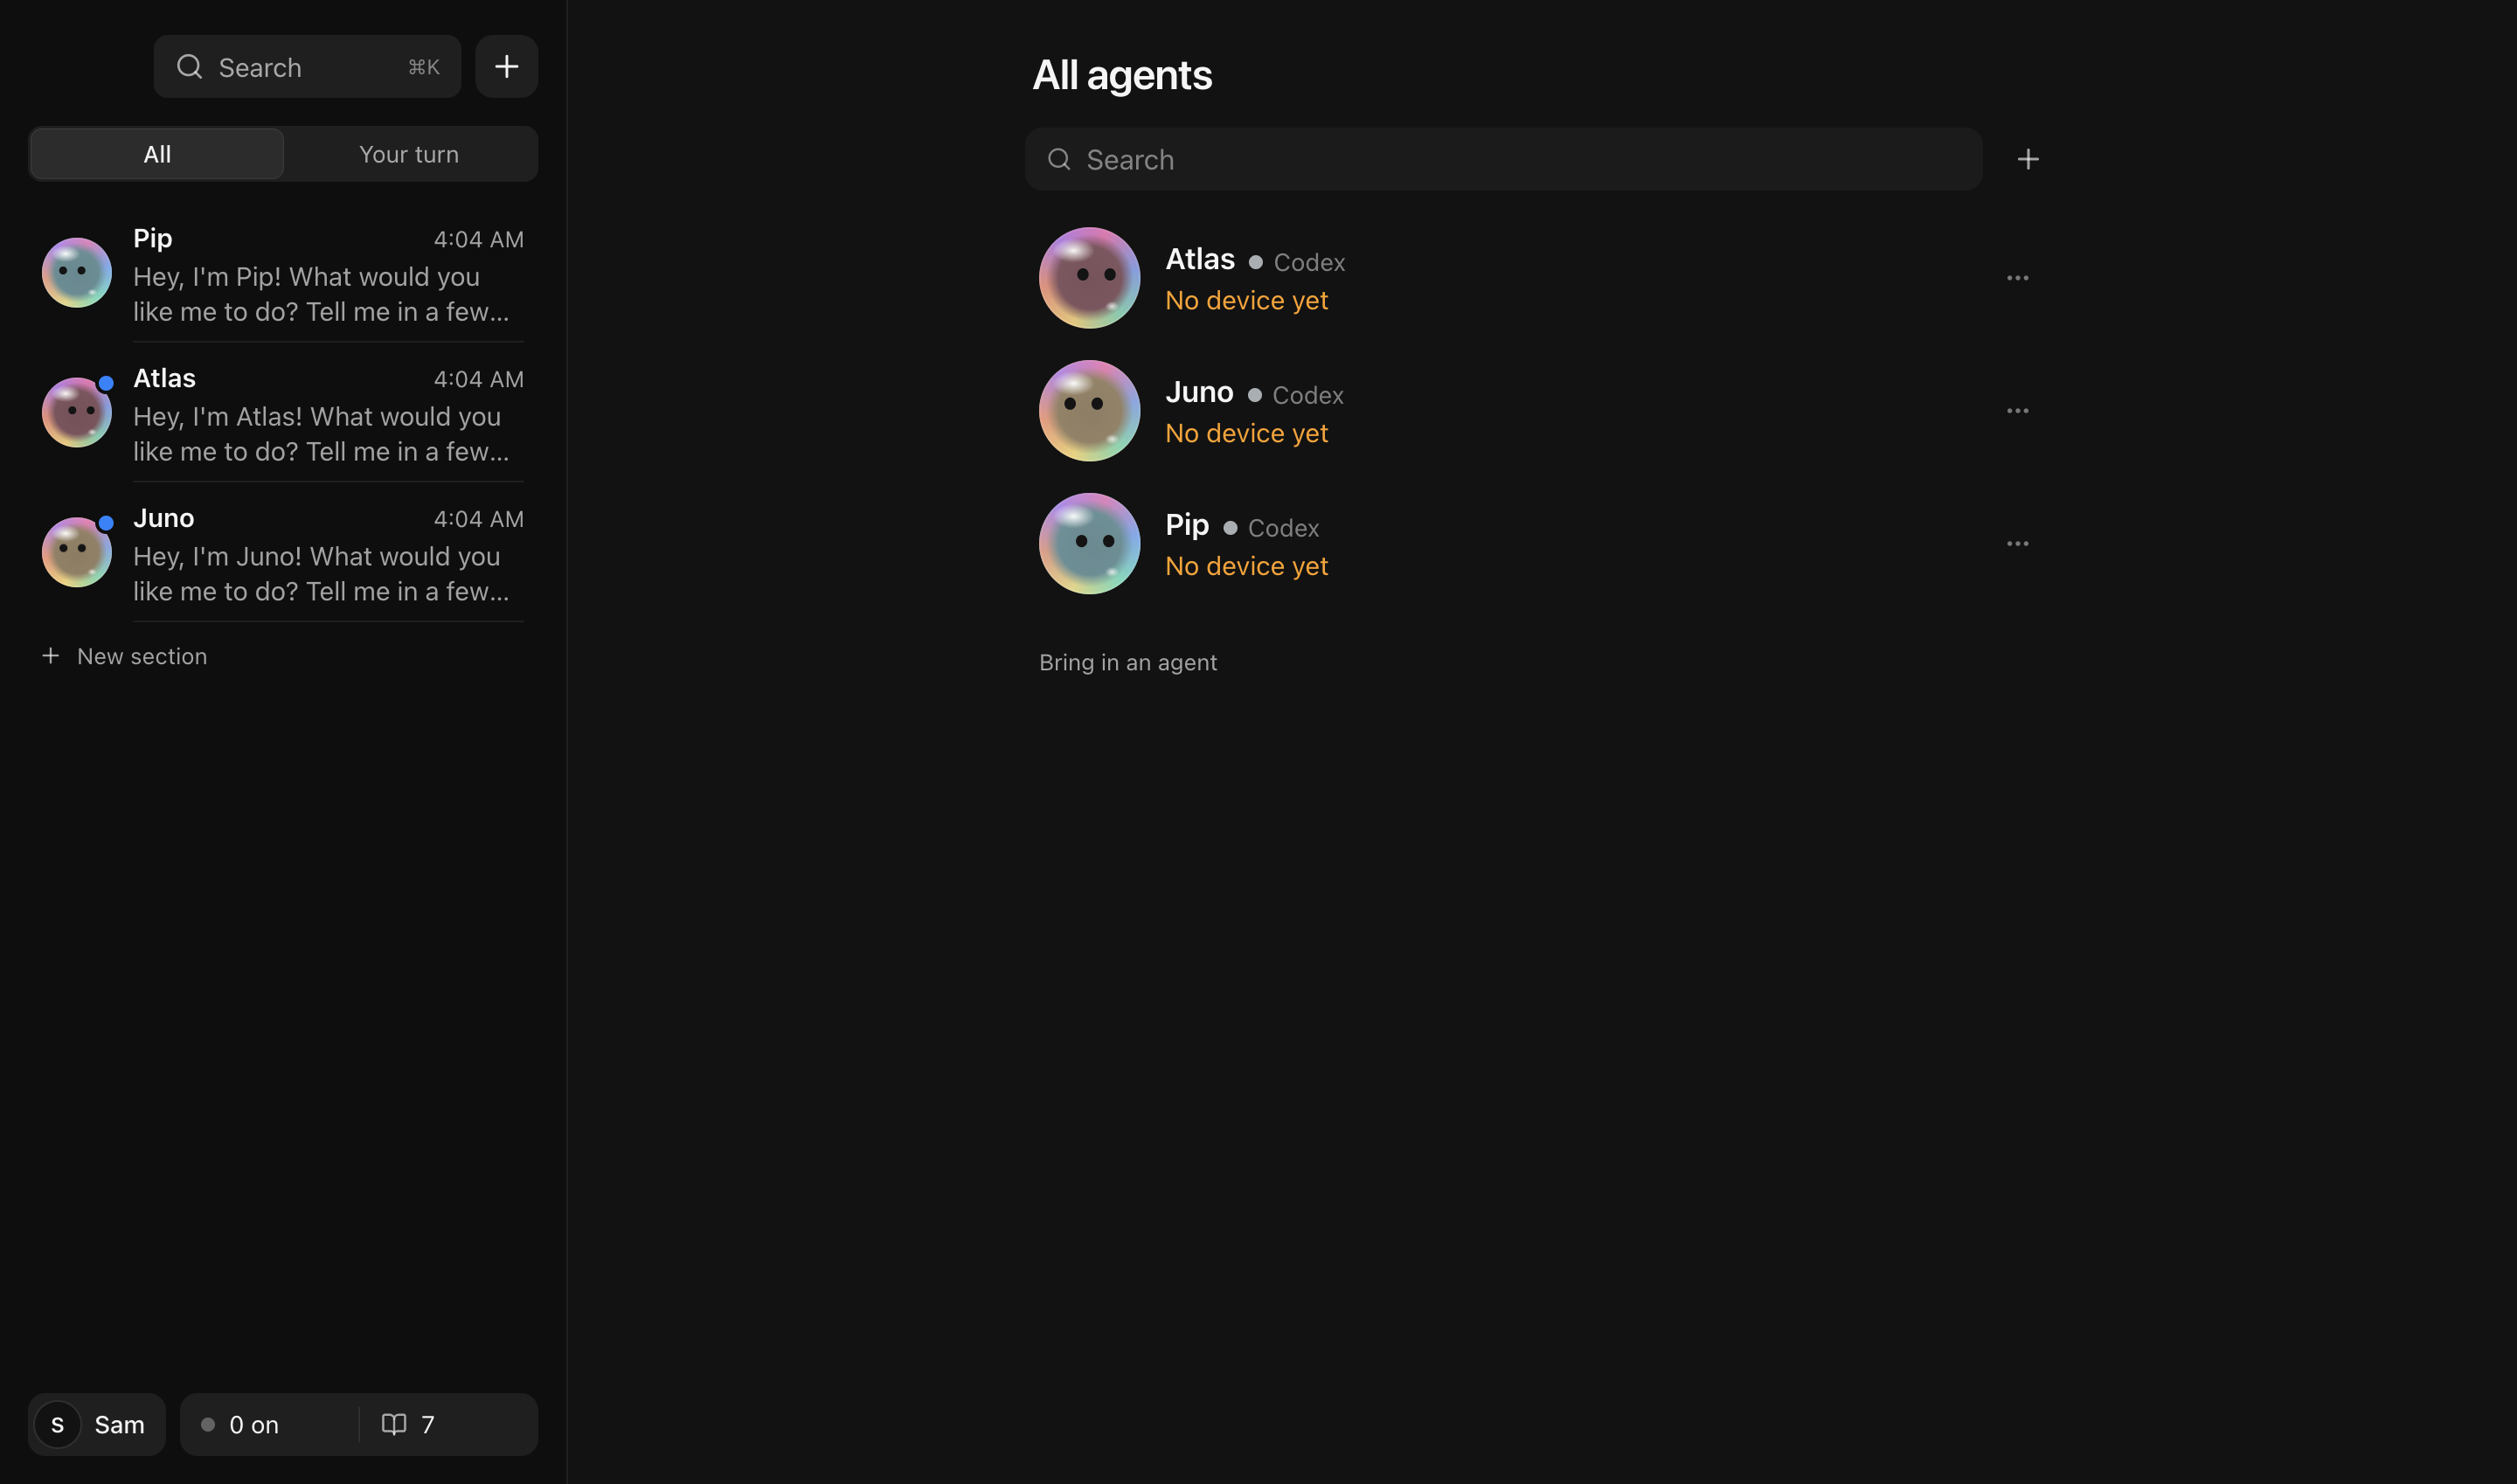 Search ⌘K
All
Your turn
Pip 4:04 AM
Hey, I'm Pip! What would you
like me to do? Tell me in a few...
Atlas 4:04 AM
Hey, I'm Atlas! What would you
like me to do? Tell me in a few...
Juno 4:04 AM
Hey, I'm Juno! What would you
like me to do? Tell me in a few...
New section
S Sam
0 on
7
All agents
Search
Atlas Codex
No device yet
Juno Codex
No device yet
Pip Codex
No device yet
Bring in an agent